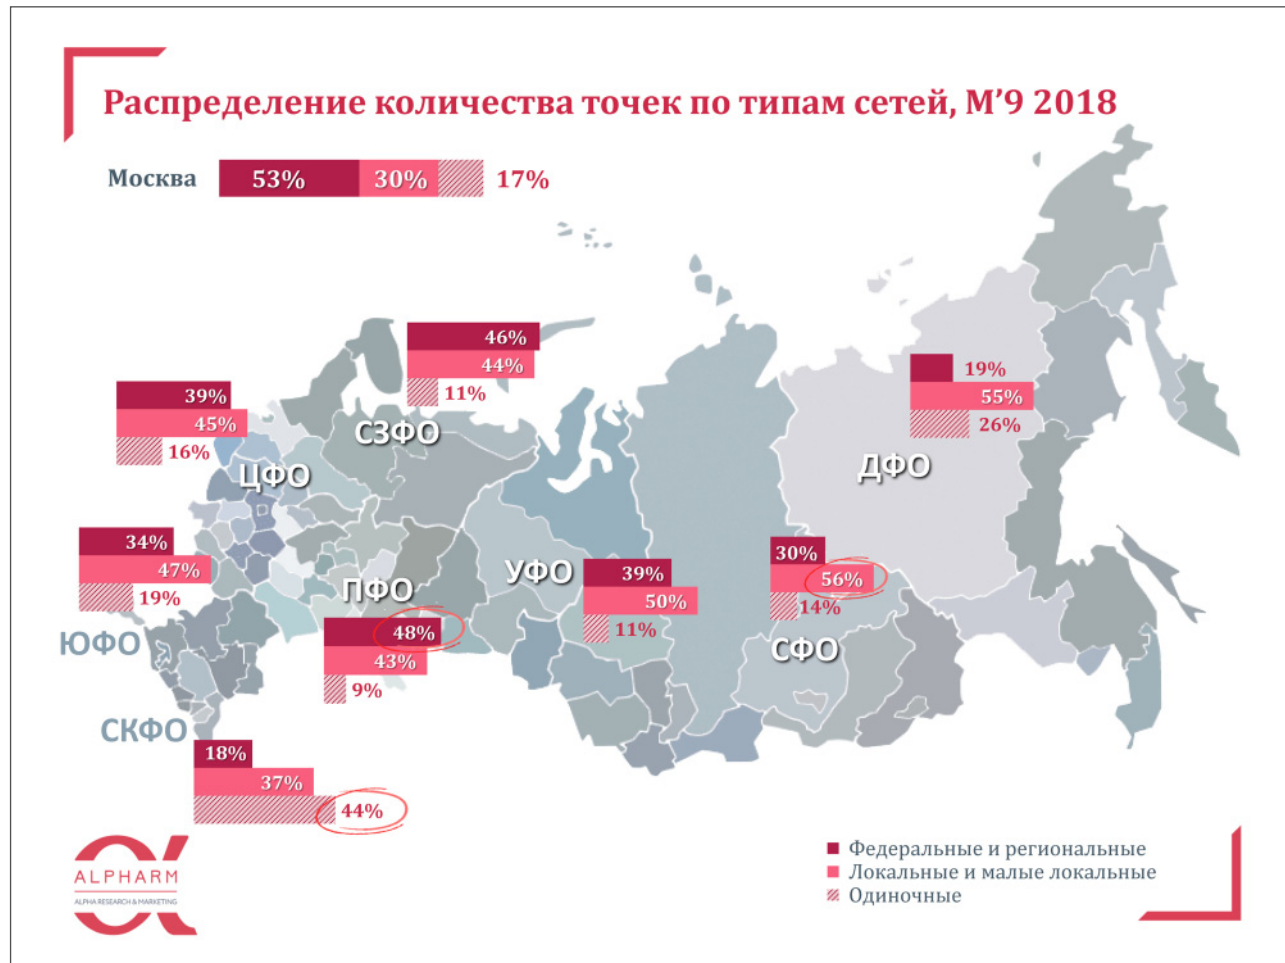 Распределение количества точек по типам сетей, М’9 2018
Москва 53% 30% 17%
46%
44%
11%
СЗФО
39%
45%
16%
ЦФО
19%
55%
26%
ДФО
34%
47%
19%
ЮФО
ПФО
48%
43%
9%
УФО
39%
50%
11%
30%
56%
14%
СФО
СКФО
18%
37%
44%
ALPHARM
ALPHA RESEARCH & MARKETING
Федеральные и региональные
Локальные и малые локальные
Одиночные